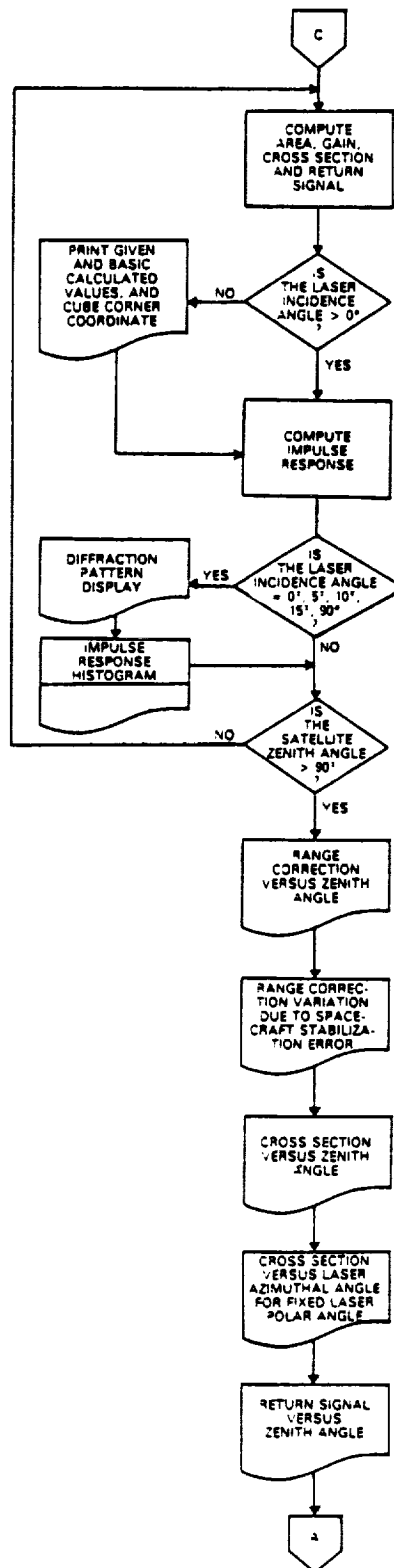 C
COMPUTE
AREA, GAIN,
CROSS SECTION
AND RETURN
SIGNAL
PRINT GIVEN
AND BASIC
CALCULATED
VALUES, AND
CUBE CORNER
COORDINATE
NO
IS
THE LASER
INCIDENCE
ANGLE > 0°
?
YES
COMPUTE
IMPULSE
RESPONSE
DIFFRACTION
PATTERN
DISPLAY
YES
IS
THE LASER
INCIDENCE ANGLE
= 0°, 5°, 10°,
15°, 90°
?
NO
IMPULSE
RESPONSE
HISTOGRAM
NO
IS
THE
SATELLITE
ZENITH ANGLE
> 90°
?
YES
RANGE
CORRECTION
VERSUS ZENITH
ANGLE
RANGE CORREC-
TION VARIATION
DUE TO SPACE-
CRAFT STABILIZA-
TION ERROR
CROSS SECTION
VERSUS ZENITH
ANGLE
CROSS SECTION
VERSUS LASER
AZIMUTHAL ANGLE
FOR FIXED LASER
POLAR ANGLE
RETURN SIGNAL
VERSUS
ZENITH ANGLE
A